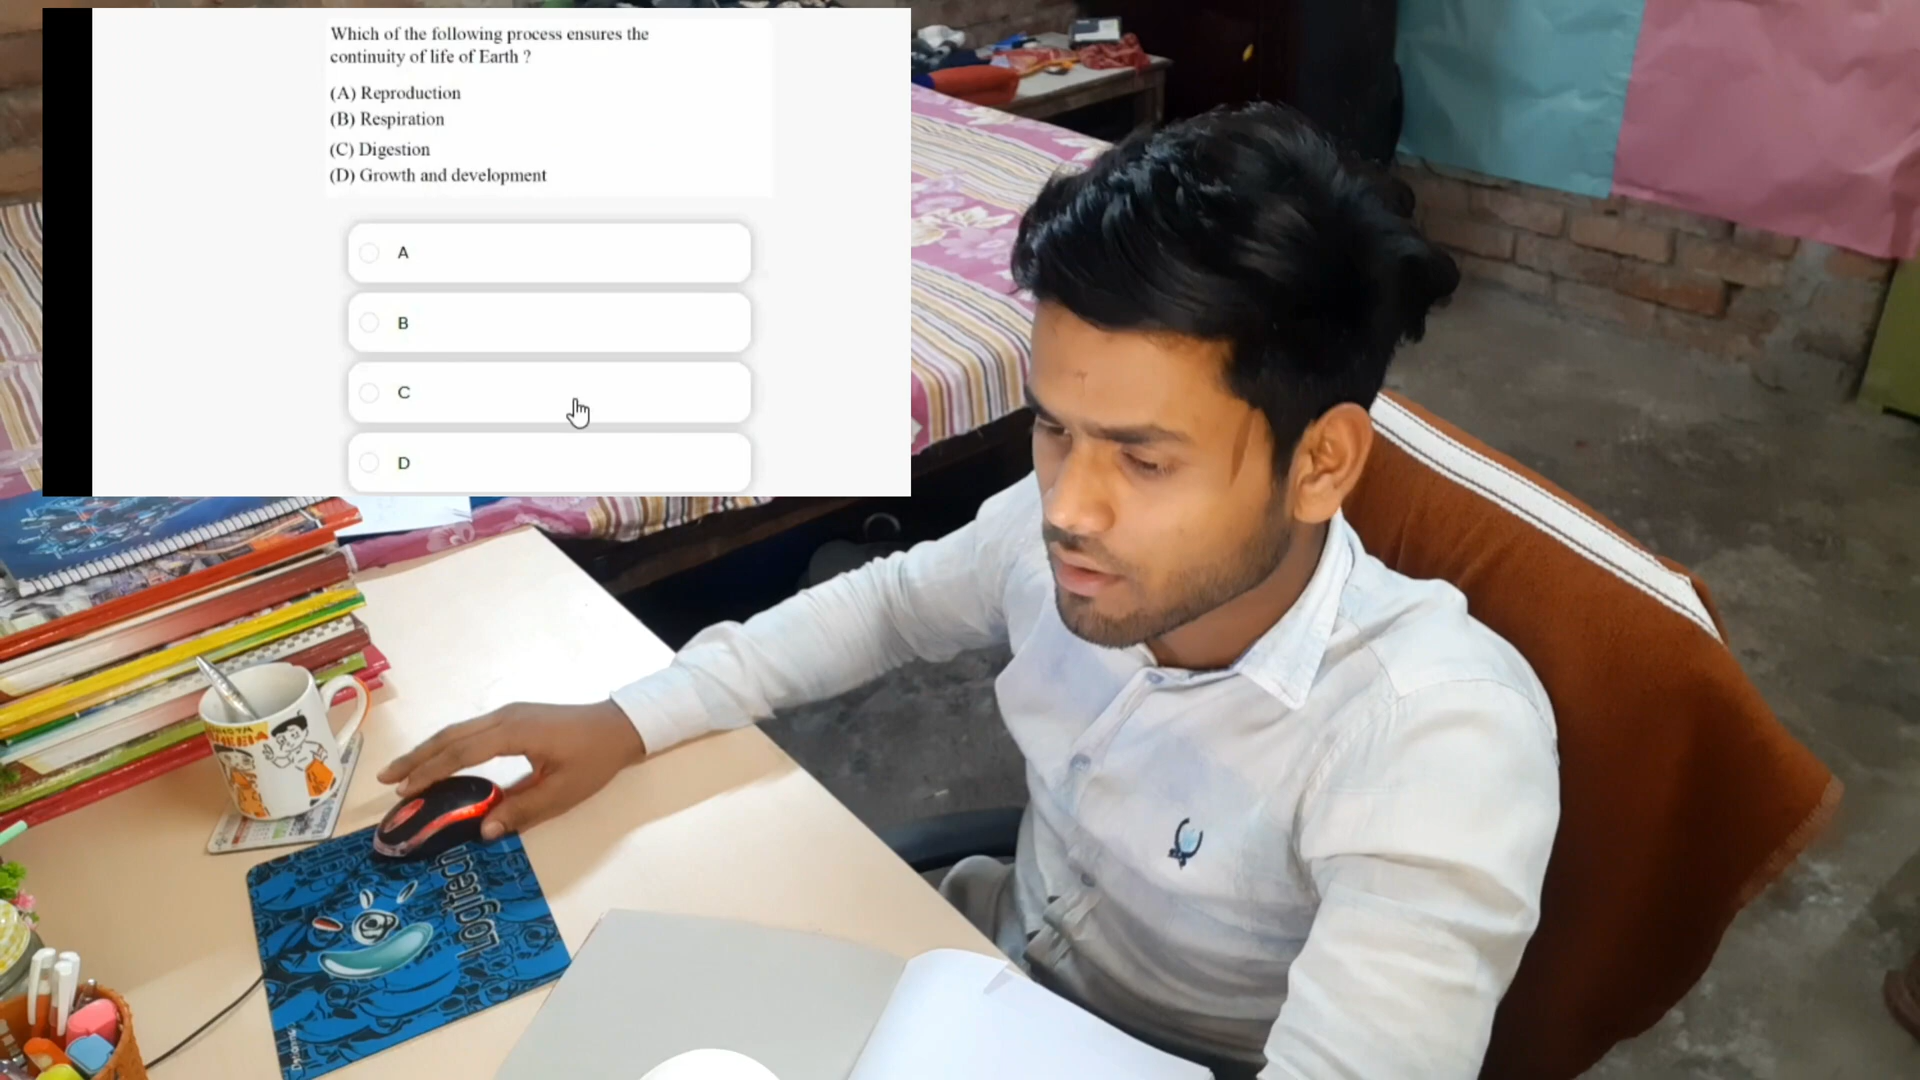 Which of the following process ensures the
continuity of life of Earth ?
(A) Reproduction
(B) Respiration
(C) Digestion
(D) Growth and development
A
B
C
D
Logitech